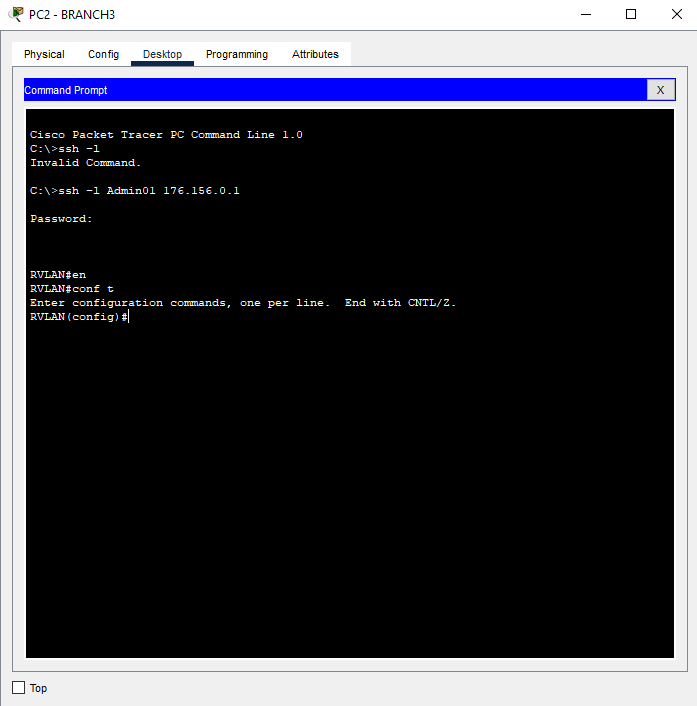 PC2 - BRANCH3
Physical Config Desktop Programming Attributes
Command Prompt
X
Cisco Packet Tracer PC Command Line 1.0
C:\>ssh -l
Invalid Command.
C:\>ssh -l Admin01 176.156.0.1
Password:
RVLAN#en
RVLAN#conf t
Enter configuration commands, one per line.  End with CNTL/Z.
RVLAN(config)#
Top